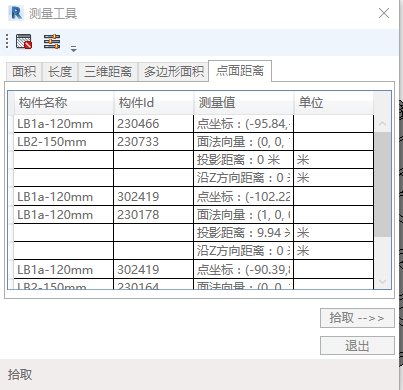 测量工具
面积 长度 三维距离 多边形面积 点面距离
构件名称 构件Id 测量值 单位
LB1a-120mm 230466 点坐标：(-95.84,
LB2-150mm 230733 面法向量：(0, 0,
投影距离：0 米 米
沿Z方向距离：0 米
LB1a-120mm 302419 点坐标：(-102.22
LB1a-120mm 230178 面法向量：(1, 0,
投影距离：9.94 米
沿Z方向距离：0 米
LB1a-120mm 302419 点坐标：(-90.39,
LB2-150mm 230164 面法向量：(0, 0,
拾取 -->>
退出
拾取